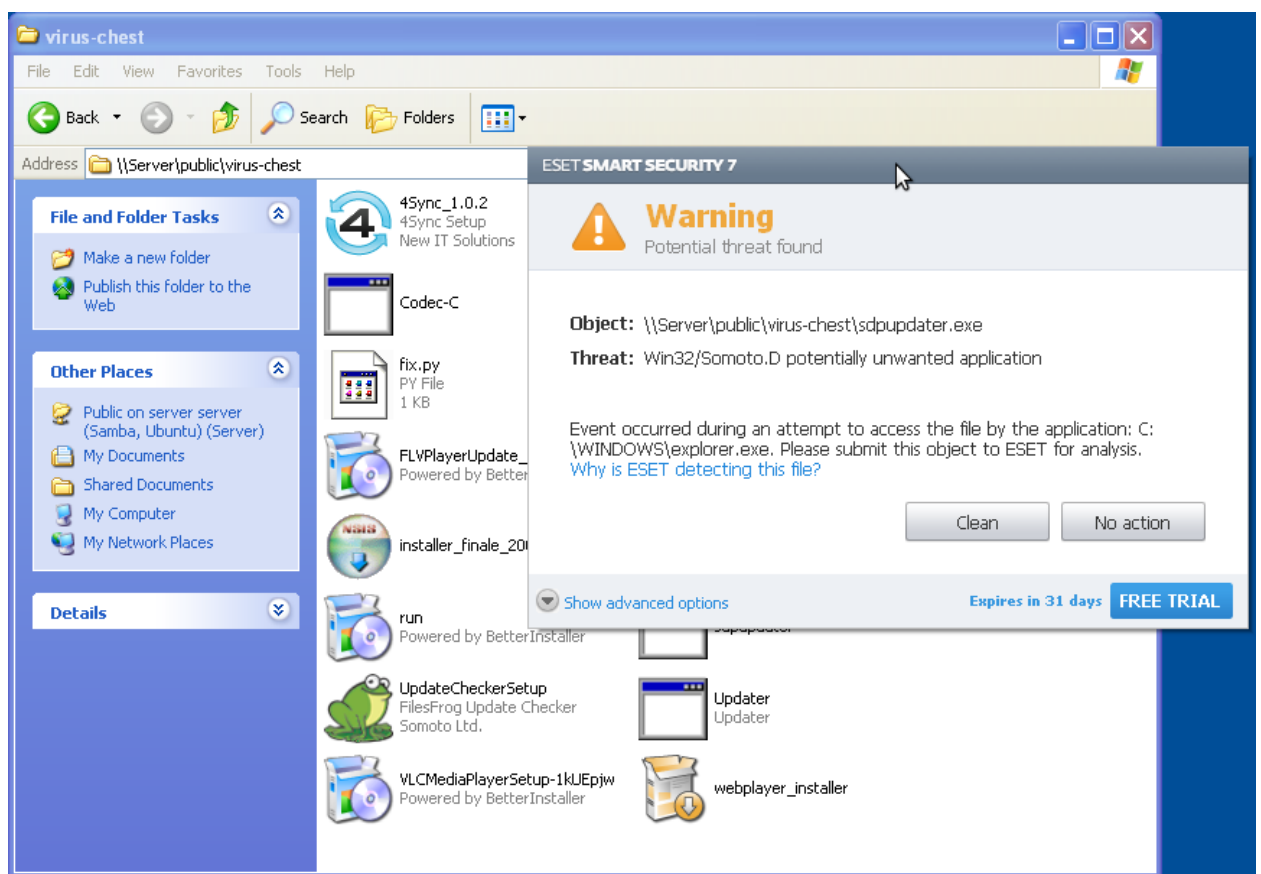 virus-chest
File Edit View Favorites Tools Help
Back Search Folders
Address \\Server\public\virus-chest
File and Folder Tasks
Make a new folder
Publish this folder to the
Web
Other Places
Public on server server
(Samba, Ubuntu) (Server)
My Documents
Shared Documents
My Computer
My Network Places
Details
4
4Sync_1.0.2
4Sync Setup
New IT Solutions
Codec-C
fix.py
PY File
1 KB
FLVPlayerUpdate_
Powered by Better
NSIS
installer_finale_20
run
Powered by BetterInstaller
UpdateCheckerSetup
FilesFrog Update Checker
Somoto Ltd.
Updater
Updater
VLCMediaPlayerSetup-1kUEpjw
Powered by BetterInstaller
webplayer_installer
ESET SMART SECURITY 7
Warning
Potential threat found
Object: \\Server\public\virus-chest\sdpupdater.exe
Threat: Win32/Somoto.D potentially unwanted application
Event occurred during an attempt to access the file by the application: C:
\WINDOWS\explorer.exe. Please submit this object to ESET for analysis.
Why is ESET detecting this file?
Clean No action
Show advanced options Expires in 31 days FREE TRIAL